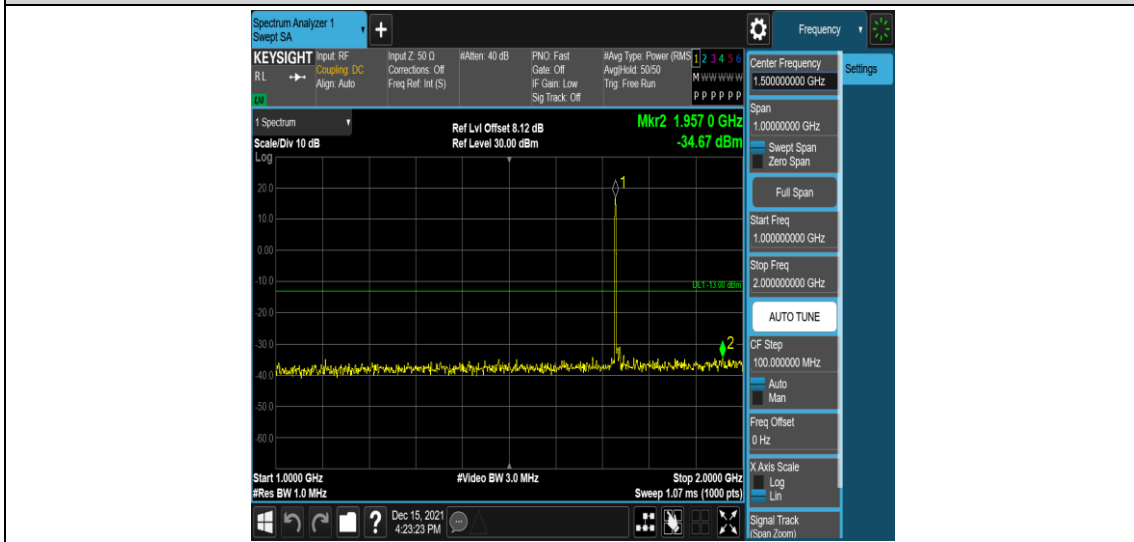 Spectrum Analyzer 1
Swept SA
Frequency
KEYSIGHT
RL
LXI
Input: RF
Coupling: DC
Align: Auto
Input Z: 50 Ω
Corrections: Off
Freq Ref: Int (S)
#Atten: 40 dB
PNO: Fast
Gate: Off
IF Gain: Low
Sig Track: Off
#Avg Type: Power (RMS
Avg|Hold: 50/50
Trig: Free Run
1 2 3 4 5 6
M W W W W W
P P P P P P
1 Spectrum
Scale/Div 10 dB
Log
Ref Lvl Offset 8.12 dB
Ref Level 30.00 dBm
Mkr2 1.957 0 GHz
-34.67 dBm
20.0
10.0
0.00
-10.0
-20.0
-30.0
-40.0
-50.0
-60.0
1
DL1 -13.00 dBm
2
Start 1.0000 GHz
#Res BW 1.0 MHz
#Video BW 3.0 MHz
Stop 2.0000 GHz
Sweep 1.07 ms (1000 pts)
Center Frequency
1.500000000 GHz
Settings
Span
1.00000000 GHz
Swept Span
Zero Span
Full Span
Start Freq
1.000000000 GHz
Stop Freq
2.000000000 GHz
AUTO TUNE
CF Step
100.000000 MHz
Auto
Man
Freq Offset
0 Hz
X Axis Scale
Log
Lin
Signal Track
(Span Zoom)
Dec 15, 2021
4:23:23 PM